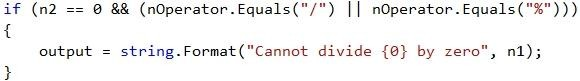 if (n2 == 0 && (nOperator.Equals("/") || nOperator.Equals("%")))
{
    output = string.Format("Cannot divide {0} by zero", n1);
}